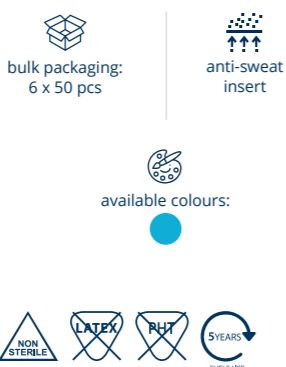 bulk packaging:
6 x 50 pcs
anti-sweat
insert
available colours:
NON
STERILE
LATEX
PHT
5YEARS